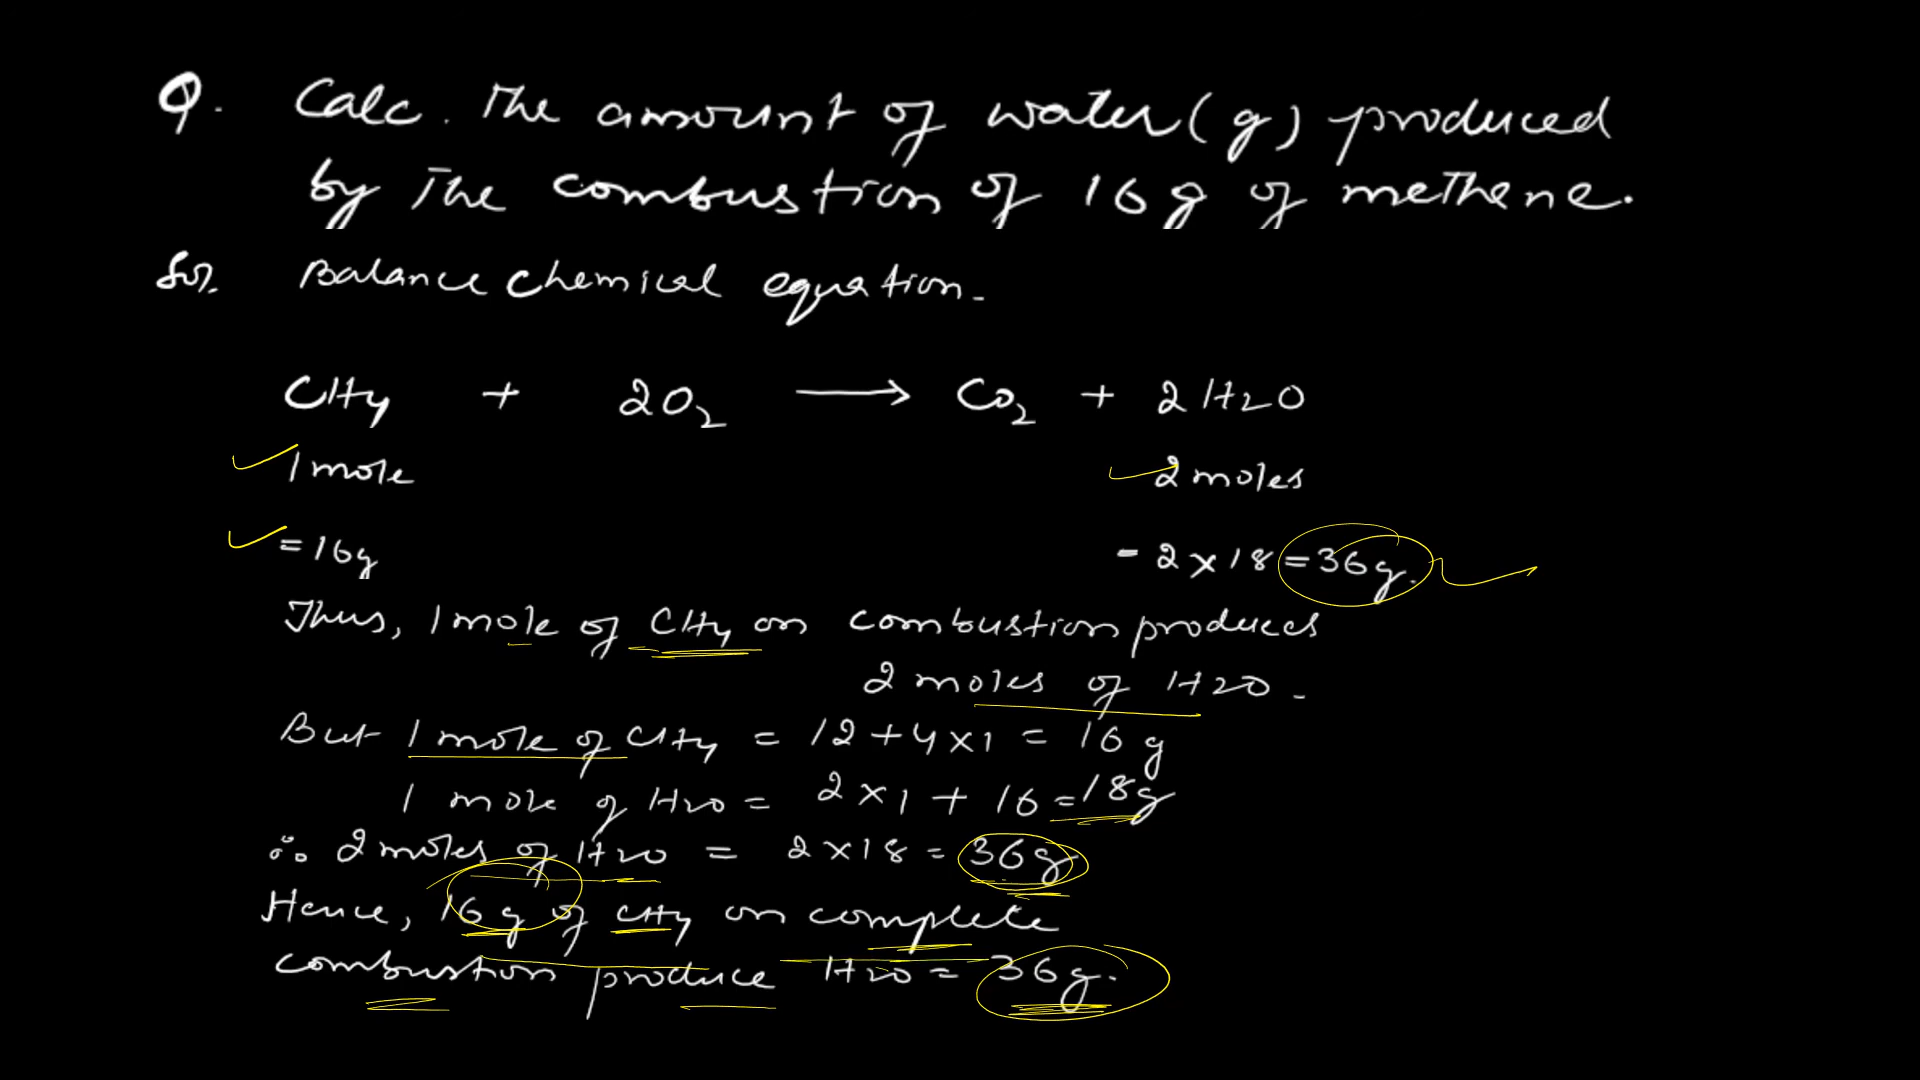 Q. Calc. The amount of water(g) produced
by The combustion of 16g of methene.
Sol. Balance chemical equation.
CH4 + 2O2 → CO2 + 2H2O
1 mole 2 moles
= 16g - 2 x 18 = 36g.
Thus, 1 mole of CH4 on combustion produces
2 moles of H2O.
But 1 mole of CH4 = 12 + 4 x 1 = 16 g
1 mole of H2O = 2 x 1 + 16 = 18g
∴ 2 moles of H2O = 2 x 18 = 36g
Hence, 16g of CH4 on complete
combustion produce H2O = 36g.